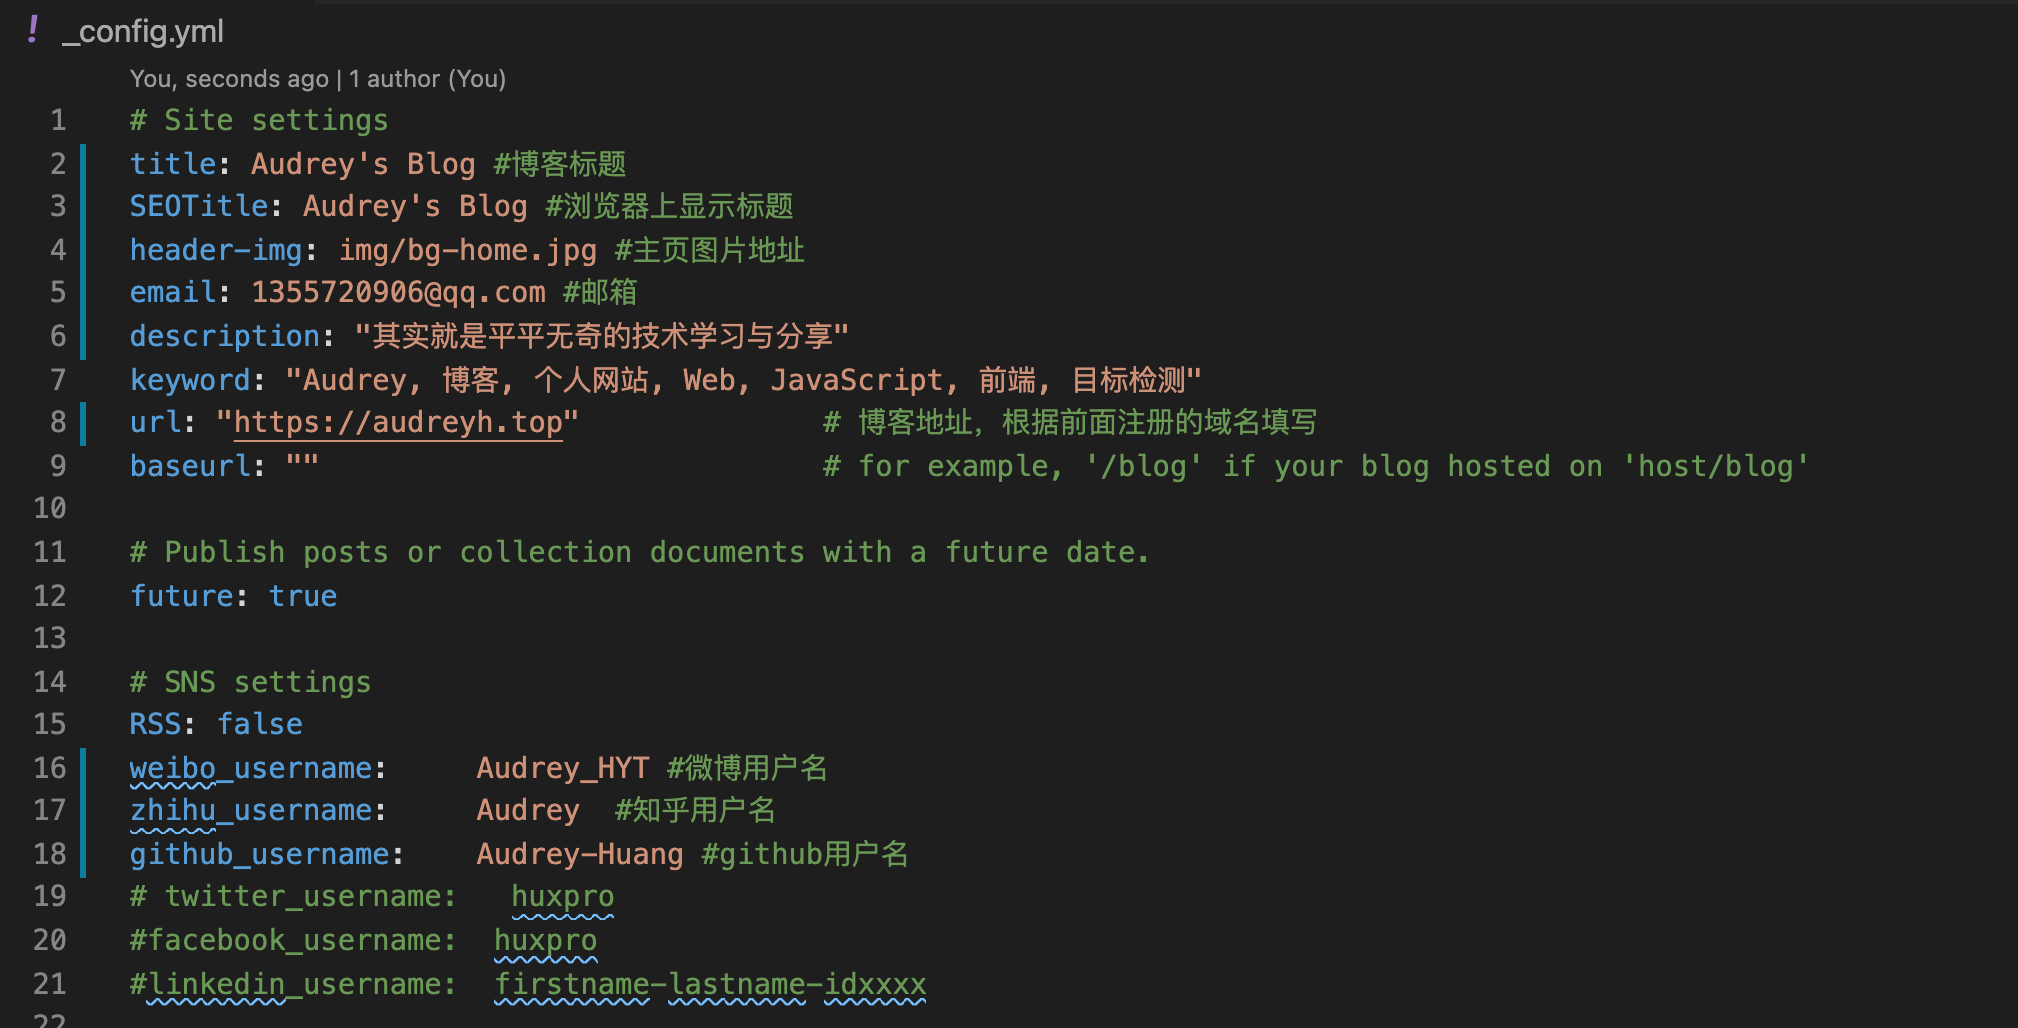 ! _config.yml
You, seconds ago | 1 author (You)
1 # Site settings
2 title: Audrey's Blog #博客标题
3 SEOTitle: Audrey's Blog #浏览器上显示标题
4 header-img: img/bg-home.jpg #主页图片地址
5 email: 1355720906@qq.com #邮箱
6 description: "其实就是平平无奇的技术学习与分享"
7 keyword: "Audrey, 博客, 个人网站, Web, JavaScript, 前端, 目标检测"
8 url: "https://audreyh.top" # 博客地址，根据前面注册的域名填写
9 baseurl: "" # for example, '/blog' if your blog hosted on 'host/blog'
10
11 # Publish posts or collection documents with a future date.
12 future: true
13
14 # SNS settings
15 RSS: false
16 weibo_username: Audrey_HYT #微博用户名
17 zhihu_username: Audrey #知乎用户名
18 github_username: Audrey-Huang #github用户名
19 # twitter_username: huxpro
20 #facebook_username: huxpro
21 #linkedin_username: firstname-lastname-idxxxx
22